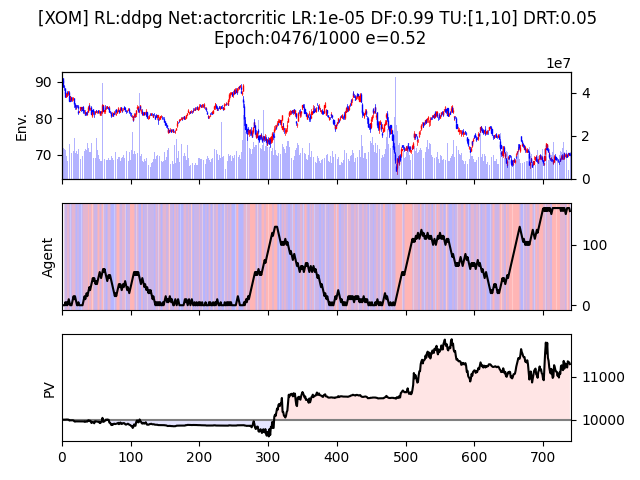 [XOM] RL:ddpg Net:actorcritic LR:1e-05 DF:0.99 TU:[1,10] DRT:0.05
Epoch:0476/1000 e=0.52
1e7
90
80
70
Env.
4
2
0
Agent
100
0
PV
11000
10000
0 100 200 300 400 500 600 700